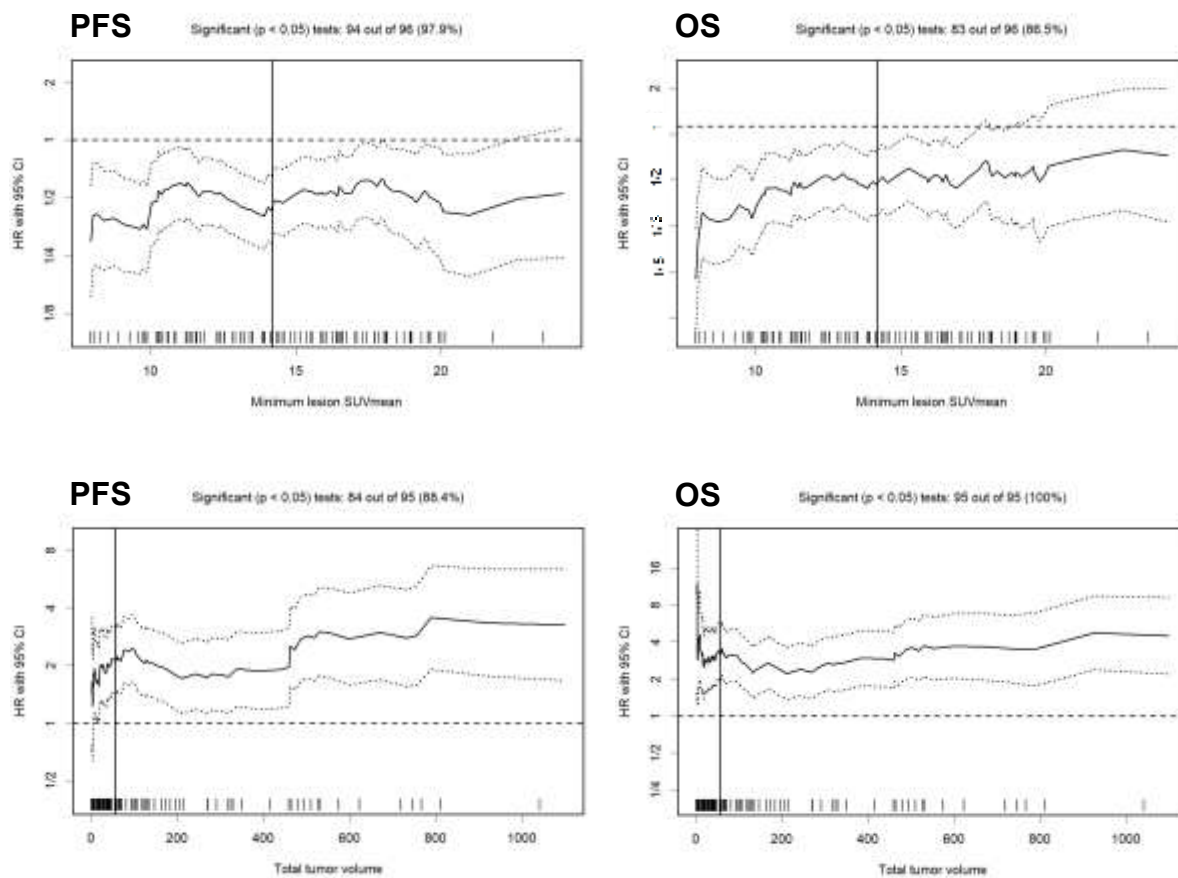 PFS
Significant (p < 0,05) tests: 94 out of 96 (97.9%)
HR with 95% CI
2
1
1/2
1/4
1/8
10
15
20
Minimum lesion SUVmean
OS
Significant (p < 0,05) tests: 83 out of 96 (86.5%)
HR with 95% CI
2
1
1/2
10
15
20
Minimum lesion SUVmean
PFS
Significant (p < 0,05) tests: 84 out of 95 (88.4%)
HR with 95% CI
8
4
2
1
1/2
0
200
400
600
800
1000
Total tumor volume
OS
Significant (p < 0,05) tests: 95 out of 95 (100%)
HR with 95% CI
16
8
4
2
1
1/2
1/4
0
200
400
600
800
1000
Total tumor volume